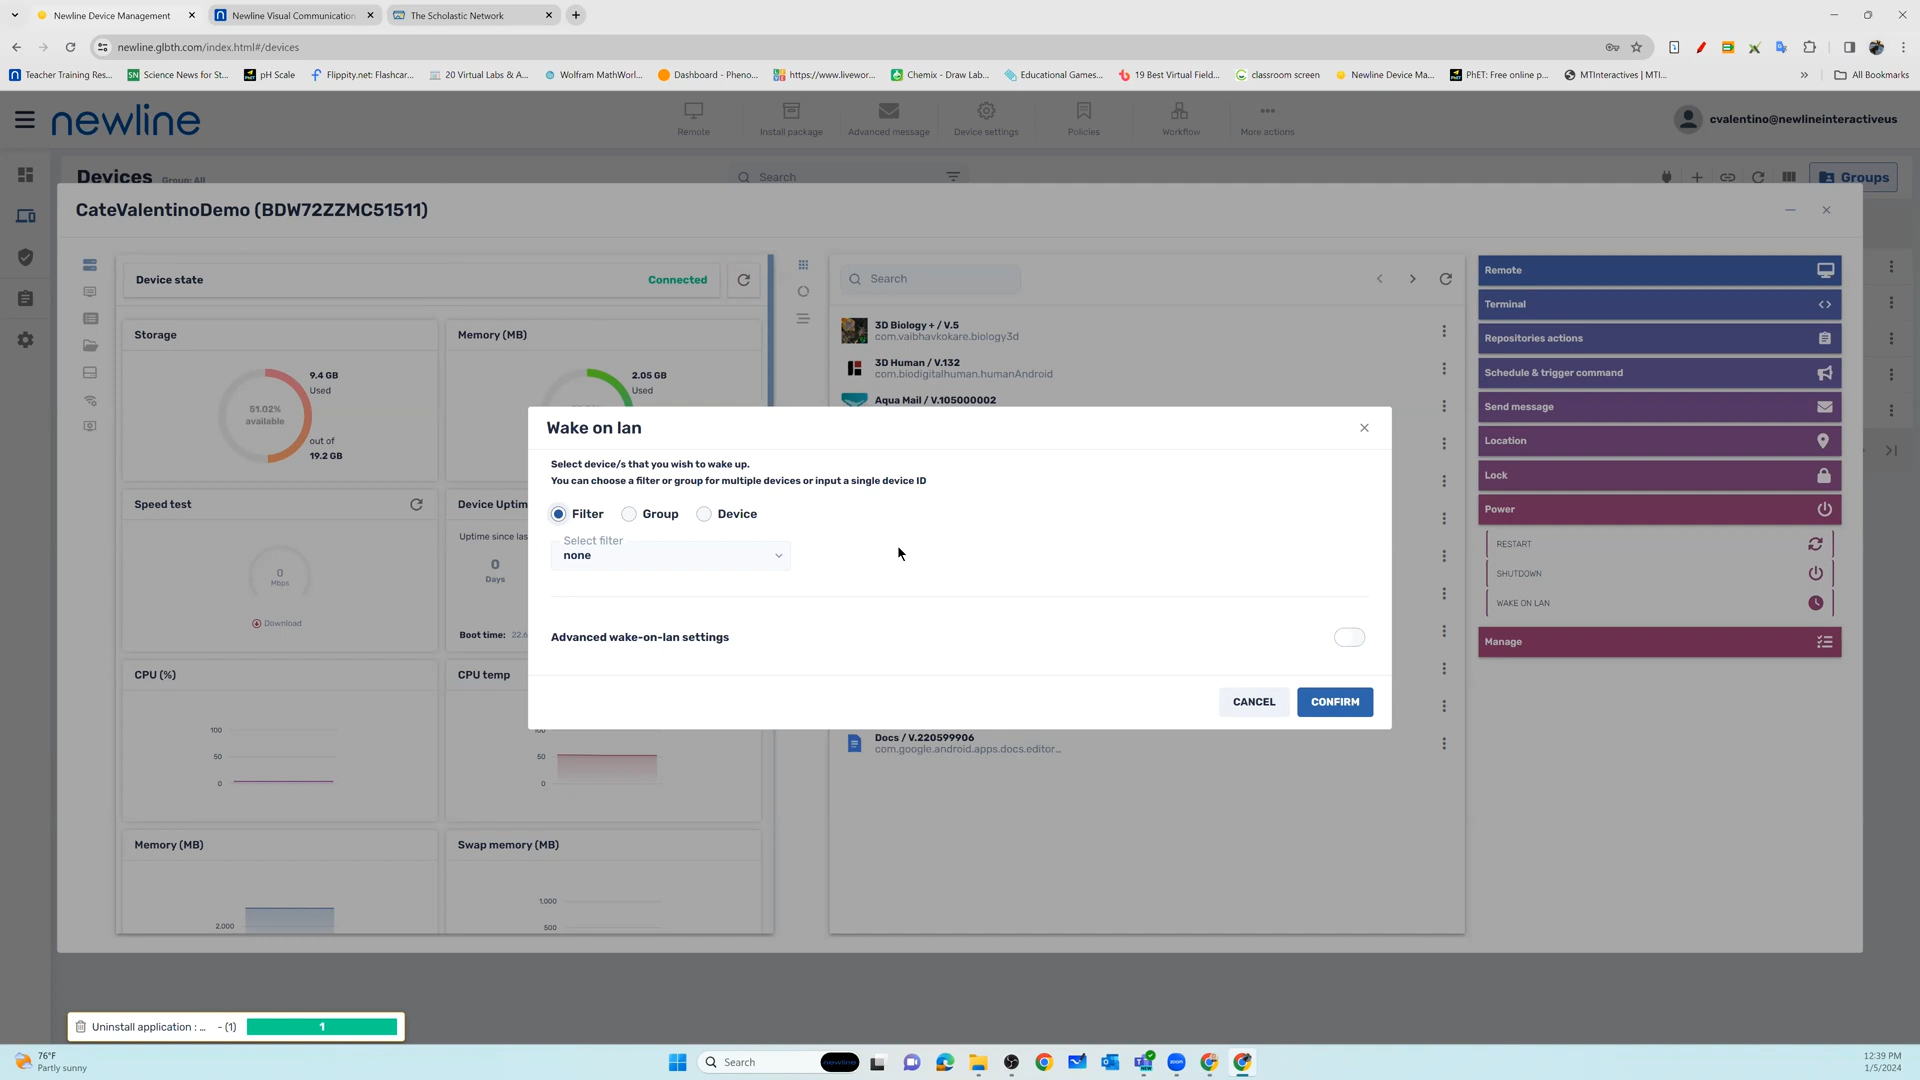 Newline Device Management
Newline Visual Communication
The Scholastic Network
newline.glbth.com/index.html#/devices
Teacher Training Res...
Science News for St...
pH Scale
Flippity.net: Flashcar...
20 Virtual Labs & A...
Wolfram MathWorl...
Dashboard - Pheno...
https://www.livewor...
Chemix - Draw Lab...
Educational Games...
19 Best Virtual Field...
classroom screen
Newline Device Ma...
PhET: Free online p...
MTInteractives | MTI...
All Bookmarks
newline
Remote
Install package
Advanced message
Device settings
Policies
Workflow
More actions
cvalentino@newlineinteractiveus
Devices Group: All
Search
Groups
CateValentinoDemo (BDW72ZZMC51511)
Device state
Connected
Storage
51.02%
available
9.4 GB
Used
out of
19.2 GB
Memory (MB)
2.05 GB
Used
Speed test
0
Mbps
Download
Device Uptim
Uptime since las
0
Days
Boot time: 22.6
CPU (%)
100
50
0
CPU temp
100
50
0
Memory (MB)
2,000
Swap memory (MB)
1,000
500
Search
3D Biology + / V.5
com.vaibhavkokare.biology3d
3D Human / V.132
com.biodigitalhuman.humanAndroid
Aqua Mail / V.105000002
Docs / V.220599906
com.google.android.apps.docs.editor...
Remote
Terminal
Repositories actions
Schedule & trigger command
Send message
Location
Lock
Power
RESTART
SHUTDOWN
WAKE ON LAN
Manage
Wake on lan
Select device/s that you wish to wake up.
You can choose a filter or group for multiple devices or input a single device ID
Filter
Group
Device
Select filter
none
Advanced wake-on-lan settings
CANCEL
CONFIRM
Uninstall application : ... - (1)
1
76°F
Partly sunny
Search
newline
NEW
zoom
12:39 PM
1/5/2024